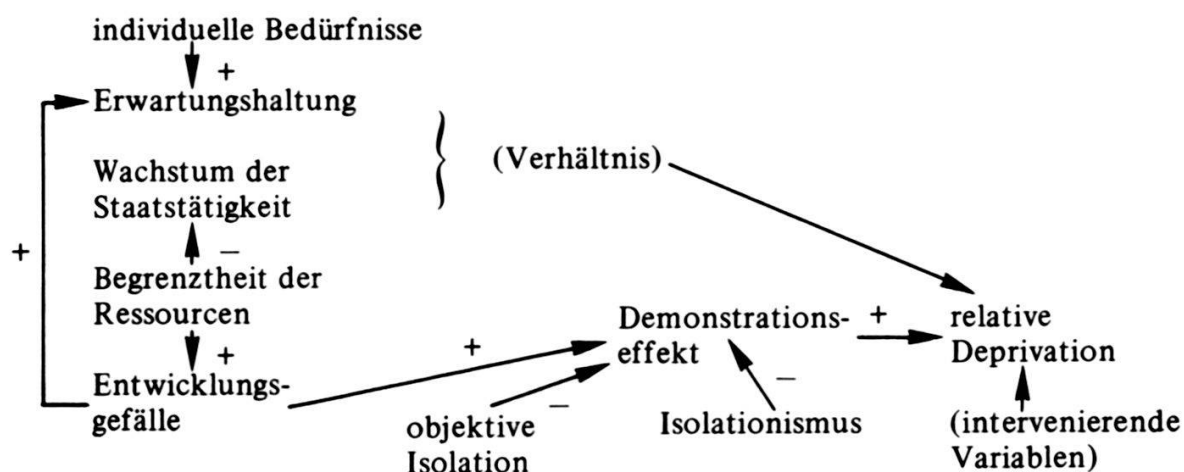 individuelle Bedürfnisse
+
Erwartungshaltung
(Verhältnis)
Wachstum der
Staatstätigkeit
+
–
Begrenztheit der
Ressourcen
+
Entwicklungs-
gefälle
+
objektive
Isolation
–
Demonstrations-
effekt
–
Isolationismus
+
relative
Deprivation
(intervenierende
Variablen)